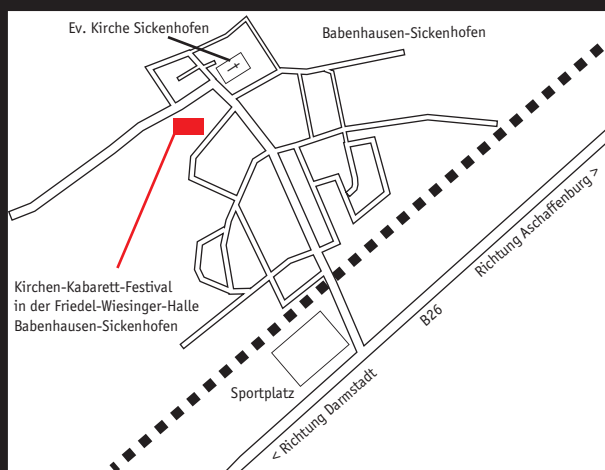 Ev. Kirche Sickenhofen
Babenhausen-Sickenhofen
Richtung Aschaffenburg >
Kirchen-Kabarett-Festival
in der Friedel-Wiesinger-Halle
Babenhausen-Sickenhofen
B26
Sportplatz
< Richtung Darmstadt